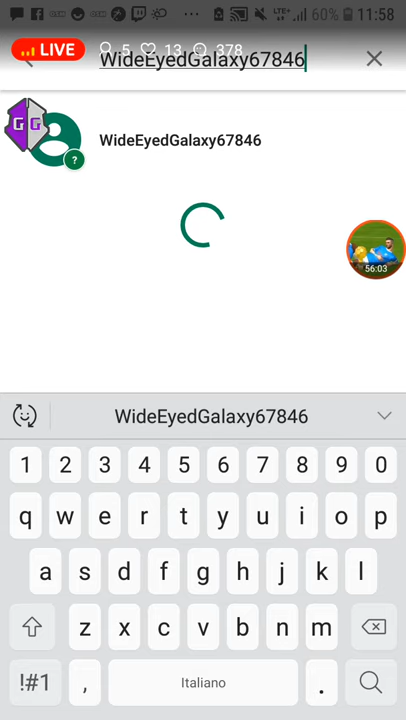 LTE+ 60% 11:58
LIVE 5 13 378
WideEyedGalaxy67846
GG
WideEyedGalaxy67846
?
56:03
WideEyedGalaxy67846
1 2 3 4 5 6 7 8 9 0
q w e r t y u i o p
a s d f g h j k l
z x c v b n m
!#1 , Italiano .